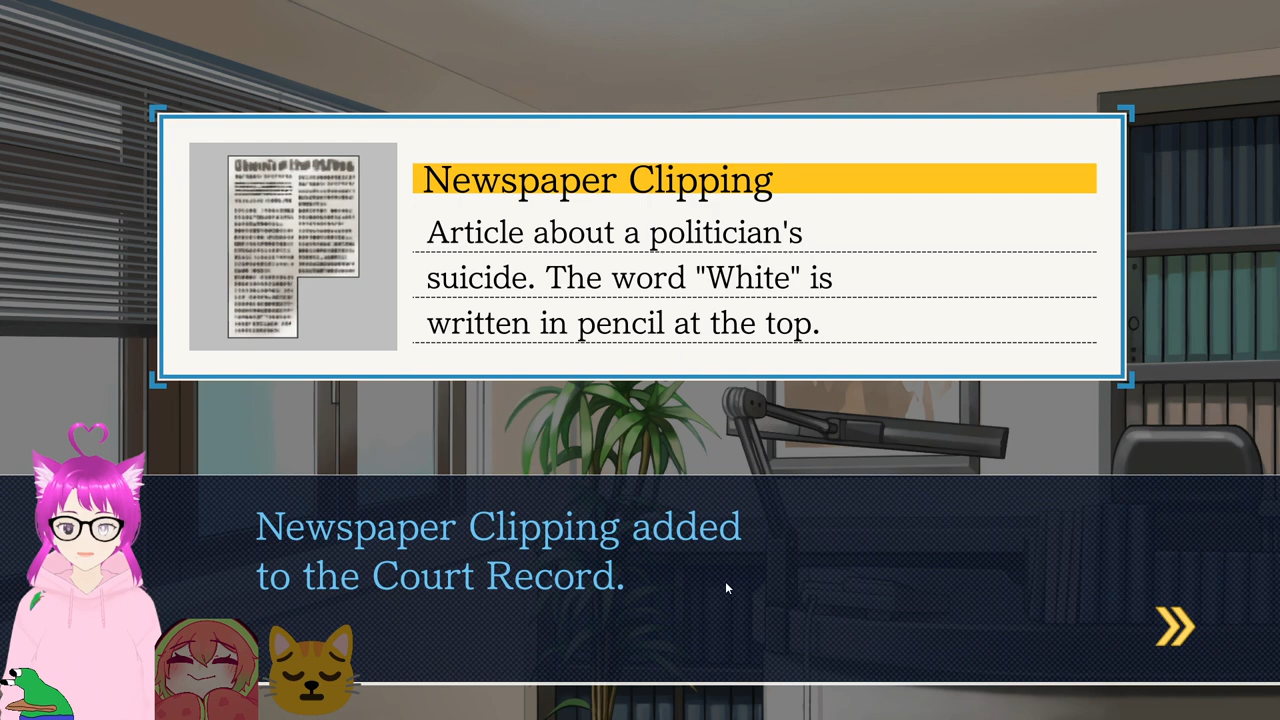 Newspaper Clipping
Article about a politician's
suicide. The word "White" is
written in pencil at the top.
Newspaper Clipping added
to the Court Record.